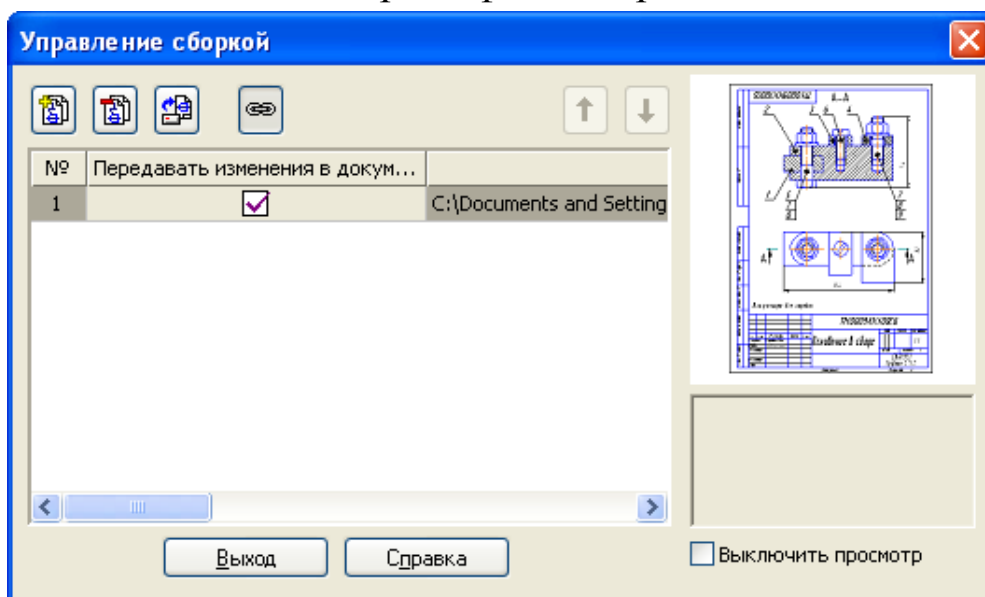 Управление сборкой
№ Передавать изменения в докум...
1 C:\Documents and Setting
А-А
А А
Выход Справка
Выключить просмотр